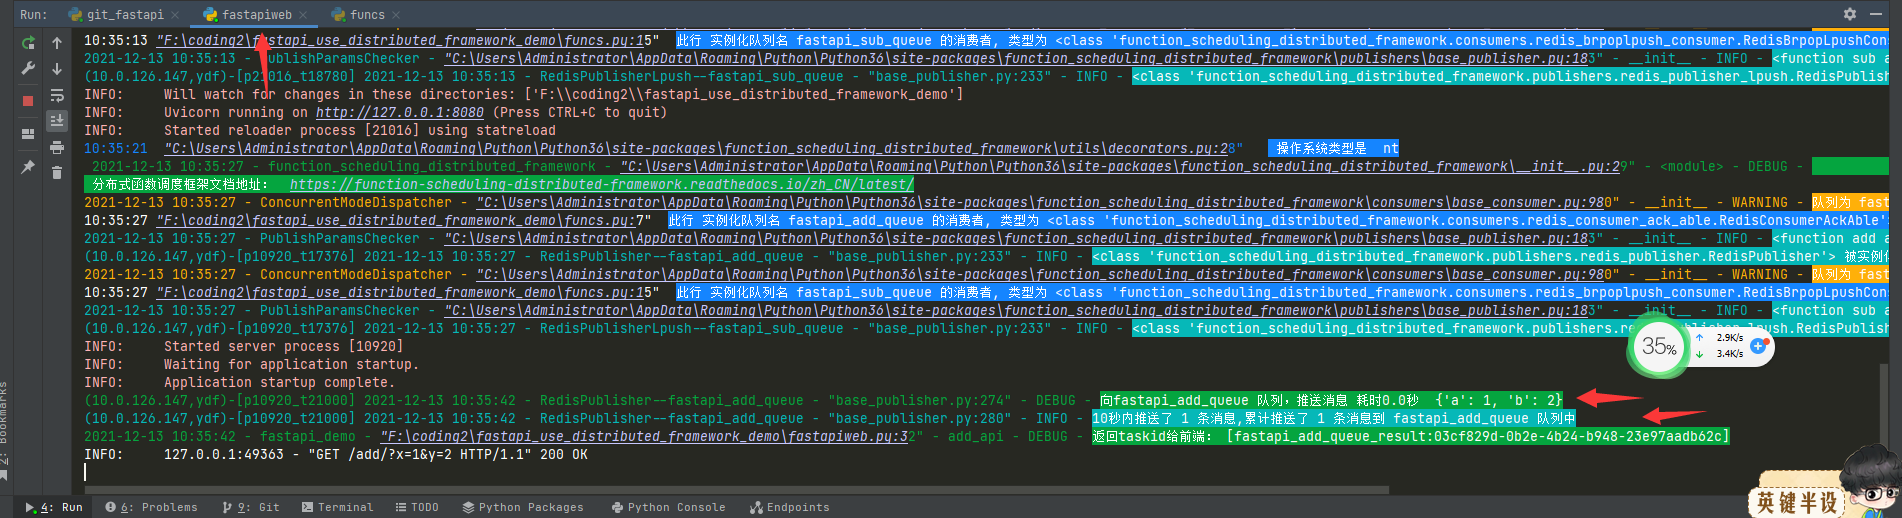 Run: git_fastapi × fastapiweb × funcs ×
10:35:13 "F:\coding2\fastapi_use_distributed_framework_demo\funcs.py:15" 此行 实例化队列名 fastapi_sub_queue 的消费者, 类型为 <class 'function_scheduling_distributed_framework.consumers.redis_brpoplpush_consumer.RedisBrpopLpushCons
2021-12-13 10:35:13 - PublishParamsChecker - "C:\Users\Administrator\AppData\Roaming\Python\Python36\site-packages\function_scheduling_distributed_framework\publishers\base_publisher.py:183" - __init__ - INFO - <function sub a
(10.0.126.147,ydf)-[p21016_t18780] 2021-12-13 10:35:13 - RedisPublisherLpush--fastapi_sub_queue - "base_publisher.py:233" - INFO - <class 'function_scheduling_distributed_framework.publishers.redis_publisher_lpush.RedisPublish
INFO: Will watch for changes in these directories: ['F:\\coding2\\fastapi_use_distributed_framework_demo']
INFO: Uvicorn running on http://127.0.0.1:8080 (Press CTRL+C to quit)
INFO: Started reloader process [21016] using statreload
10:35:21 "C:\Users\Administrator\AppData\Roaming\Python\Python36\site-packages\function_scheduling_distributed_framework\utils\decorators.py:28" 操作系统类型是 nt
2021-12-13 10:35:27 - function_scheduling_distributed_framework - "C:\Users\Administrator\AppData\Roaming\Python\Python36\site-packages\function_scheduling_distributed_framework\__init__.py:29" - <module> - DEBUG -
分布式函数调度框架文档地址: https://function-scheduling-distributed-framework.readthedocs.io/zh_CN/latest/
2021-12-13 10:35:27 - ConcurrentModeDispatcher - "C:\Users\Administrator\AppData\Roaming\Python\Python36\site-packages\function_scheduling_distributed_framework\consumers\base_consumer.py:980" - __init__ - WARNING - 队列为 fast
10:35:27 "F:\coding2\fastapi_use_distributed_framework_demo\funcs.py:7" 此行 实例化队列名 fastapi_add_queue 的消费者, 类型为 <class 'function_scheduling_distributed_framework.consumers.redis_consumer_ack_able.RedisConsumerAckAble'>
2021-12-13 10:35:27 - PublishParamsChecker - "C:\Users\Administrator\AppData\Roaming\Python\Python36\site-packages\function_scheduling_distributed_framework\publishers\base_publisher.py:183" - __init__ - INFO - <function add a
(10.0.126.147,ydf)-[p10920_t17376] 2021-12-13 10:35:27 - RedisPublisher--fastapi_add_queue - "base_publisher.py:233" - INFO - <class 'function_scheduling_distributed_framework.publishers.redis_publisher.RedisPublisher'> 被实例化
2021-12-13 10:35:27 - ConcurrentModeDispatcher - "C:\Users\Administrator\AppData\Roaming\Python\Python36\site-packages\function_scheduling_distributed_framework\consumers\base_consumer.py:980" - __init__ - WARNING - 队列为 fast
10:35:27 "F:\coding2\fastapi_use_distributed_framework_demo\funcs.py:15" 此行 实例化队列名 fastapi_sub_queue 的消费者, 类型为 <class 'function_scheduling_distributed_framework.consumers.redis_brpoplpush_consumer.RedisBrpopLpushCons
2021-12-13 10:35:27 - PublishParamsChecker - "C:\Users\Administrator\AppData\Roaming\Python\Python36\site-packages\function_scheduling_distributed_framework\publishers\base_publisher.py:183" - __init__ - INFO - <function sub a
(10.0.126.147,ydf)-[p10920_t17376] 2021-12-13 10:35:27 - RedisPublisherLpush--fastapi_sub_queue - "base_publisher.py:233" - INFO - <class 'function_scheduling_distributed_framework.publishers.re publisher_lpush.RedisPublish
INFO: Started server process [10920]
INFO: Waiting for application startup.
INFO: Application startup complete.
35% 2.9K/s
3.4K/s
(10.0.126.147,ydf)-[p10920_t21000] 2021-12-13 10:35:42 - RedisPublisher--fastapi_add_queue - "base_publisher.py:274" - DEBUG - 向fastapi_add_queue 队列，推送消息 耗时0.0秒 {'a': 1, 'b': 2}
(10.0.126.147,ydf)-[p10920_t21000] 2021-12-13 10:35:42 - RedisPublisher--fastapi_add_queue - "base_publisher.py:280" - INFO - 10秒内推送了 1 条消息,累计推送了 1 条消息到 fastapi_add_queue 队列中
2021-12-13 10:35:42 - fastapi_demo - "F:\coding2\fastapi_use_distributed_framework_demo\fastapiweb.py:32" - add_api - DEBUG - 返回taskid给前端: [fastapi_add_queue_result:03cf829d-0b2e-4b24-b948-23e97aadb62c]
INFO: 127.0.0.1:49363 - "GET /add/?x=1&y=2 HTTP/1.1" 200 OK
2: Bookmarks
英键半设
4: Run 6: Problems 9: Git Terminal TODO Python Packages Python Console Endpoints